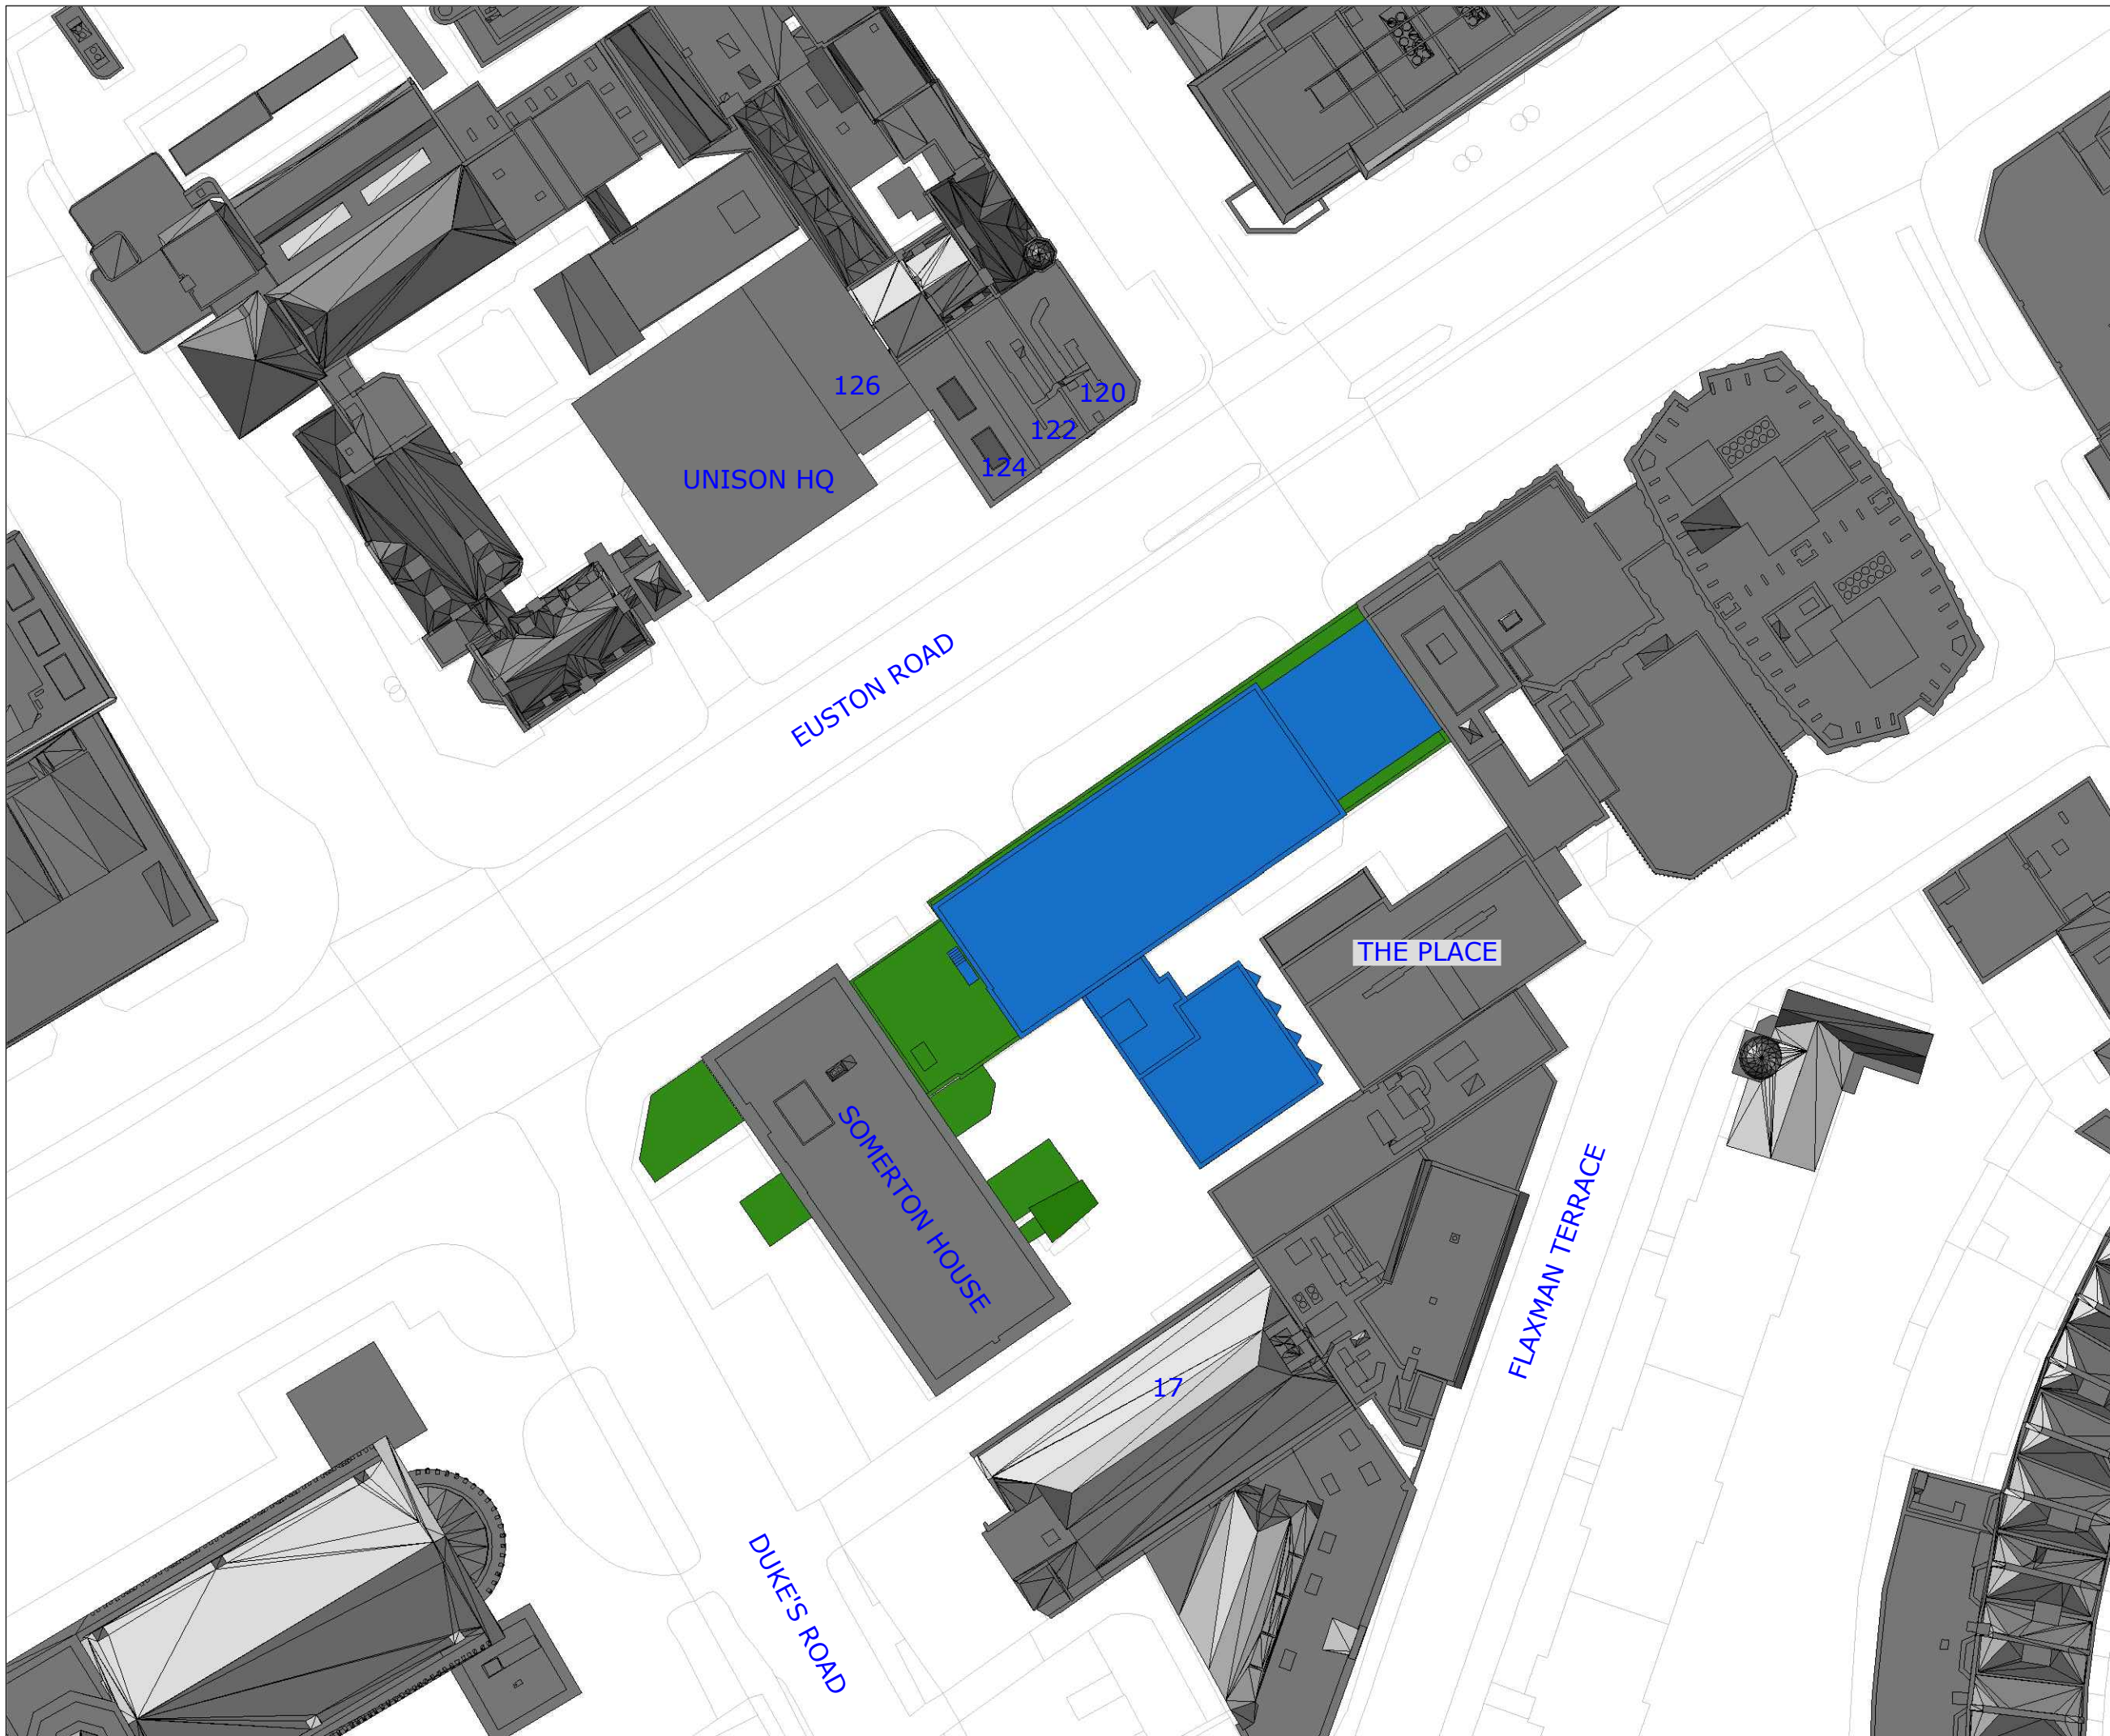 126
120
122
124
UNISON HQ
EUSTON ROAD
THE PLACE
SOMERTON HOUSE
FLAXMAN TERRACE
17
DUKE'S ROAD